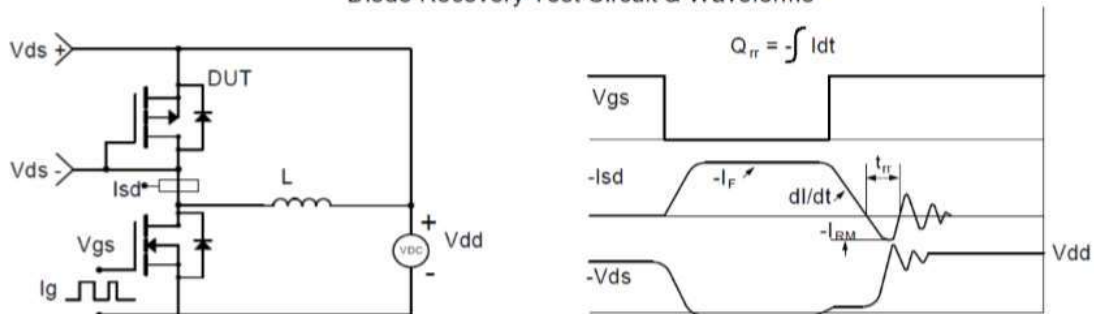 Diode Recovery Test Circuit & Waveforms
Vds +
DUT
Vds -
Isd
L
Vgs
Ig
+
VDC
-
Vdd
Qrr = -∫ Idt
Vgs
-Isd
-IF
dI/dt
trr
-IRM
Vdd
-Vds